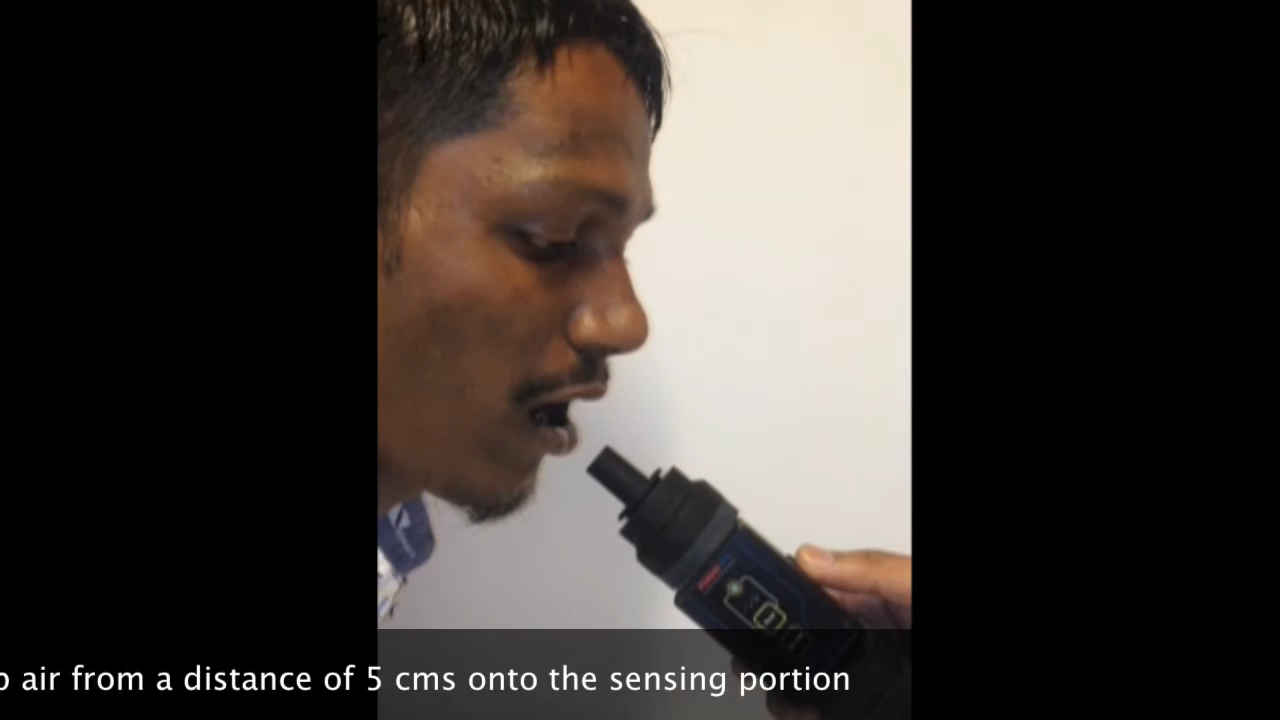 air from a distance of 5 cms onto the sensing portion